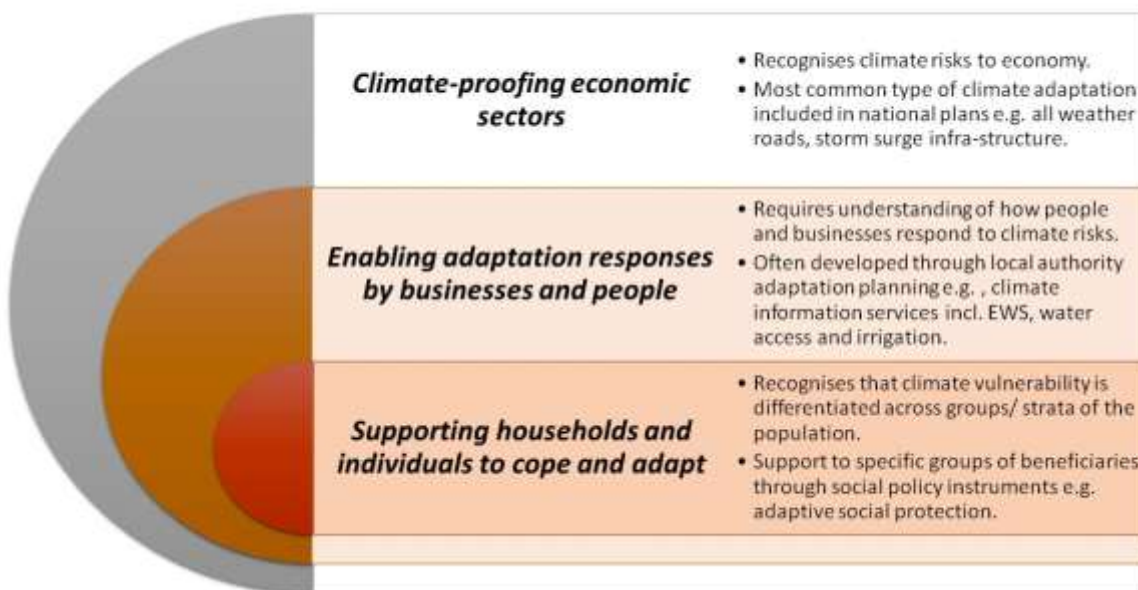 Climate-proofing economic
sectors
• Recognises climate risks to economy.
• Most common type of climate adaptation
included in national plans e.g. all weather
roads, storm surge infra-structure.
Enabling adaptation responses
by businesses and people
• Requires understanding of how people
and businesses respond to climate risks.
• Often developed through local authority
adaptation planning e.g. , climate
information services incl. EWS, water
access and irrigation.
Supporting households and
individuals to cope and adapt
• Recognises that climate vulnerability is
differentiated across groups/ strata of the
population.
• Support to specific groups of beneficiaries
through social policy instruments e.g.
adaptive social protection.